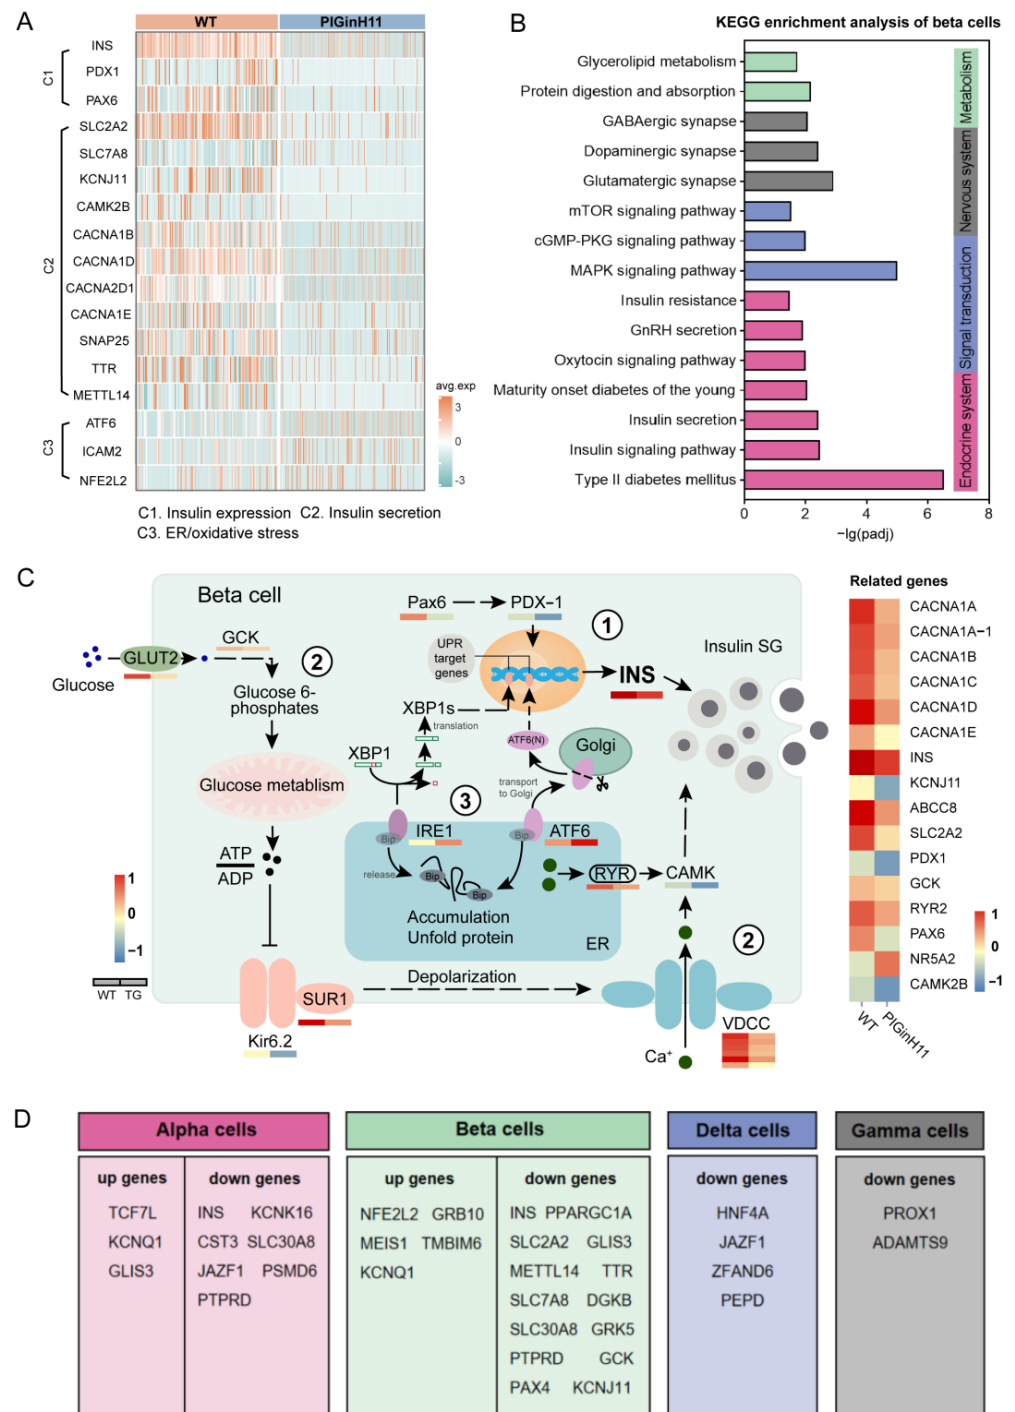 A
WT
PIGinH11
C1
INS
PDX1
PAX6
C2
SLC2A2
SLC7A8
KCNJ11
CAMK2B
CACNA1B
CACNA1D
CACNA2D1
CACNA1E
SNAP25
TTR
METTL14
C3
ATF6
ICAM2
NFE2L2
avg.exp
3
0
-3
C1. Insulin expression C2. Insulin secretion
C3. ER/oxidative stress
B
KEGG enrichment analysis of beta cells
Glycerolipid metabolism
Protein digestion and absorption
GABAergic synapse
Dopaminergic synapse
Glutamatergic synapse
mTOR signaling pathway
cGMP-PKG signaling pathway
MAPK signaling pathway
Insulin resistance
GnRH secretion
Oxytocin signaling pathway
Maturity onset diabetes of the young
Insulin secretion
Insulin signaling pathway
Type II diabetes mellitus
Metabolism
Nervous system
Signal transduction
Endocrine system
0 2 4 6 8
−lg(padj)
C
Beta cell
Glucose
GLUT2
GCK
2
Glucose 6-
phosphates
Glucose metablism
ATP
ADP
1
0
−1
WT TG
Kir6.2
SUR1
Depolarization
Pax6
PDX−1
1
UPR
target
genes
INS
Insulin SG
XBP1s
translation
XBP1
ATF6(N)
Golgi
transport
to Golgi
3
Bip
IRE1
Bip
ATF6
release
Bip
Bip
Accumulation
Unfold protein
RYR
CAMK
ER
2
VDCC
Ca⁺
Related genes
CACNA1A
CACNA1A−1
CACNA1B
CACNA1C
CACNA1D
CACNA1E
INS
KCNJ11
ABCC8
SLC2A2
PDX1
GCK
RYR2
PAX6
NR5A2
CAMK2B
1
0
−1
WT
PIGinH11
D
Alpha cells
up genes
TCF7L
KCNQ1
GLIS3
down genes
INS KCNK16
CST3 SLC30A8
JAZF1 PSMD6
PTPRD
Beta cells
up genes
NFE2L2 GRB10
MEIS1 TMBIM6
KCNQ1
down genes
INS PPARGC1A
SLC2A2 GLIS3
METTL14 TTR
SLC7A8 DGKB
SLC30A8 GRK5
PTPRD GCK
PAX4 KCNJ11
Delta cells
down genes
HNF4A
JAZF1
ZFAND6
PEPD
Gamma cells
down genes
PROX1
ADAMTS9